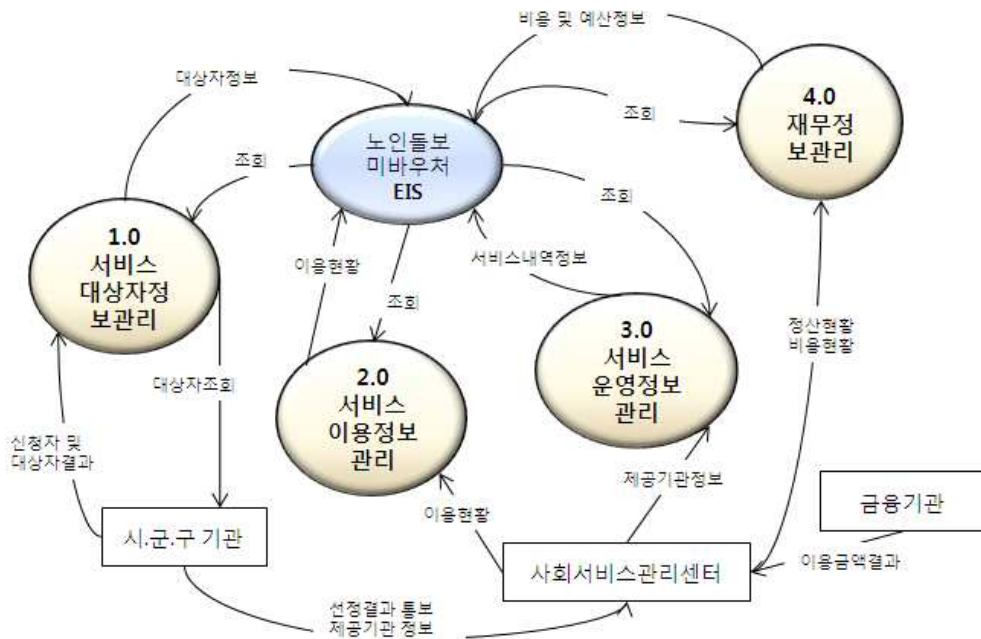 비용 및 예산정보
대상자정보
4.0
재무정
보관리
조회
노인돌보
미바우처
EIS
조회
조회
1.0
서비스
대상자정
보관리
이용현황
서비스내역정보
조회
정산현황
비용현황
3.0
서비스
운영정보
관리
2.0
서비스
이용정보
관리
대상자조회
신청자 및
대상자결과
제공기관정보
금융기관
이용현황
시.군.구 기관
사회서비스관리센터
이용금액결과
선정결과 통보
제공기관 정보